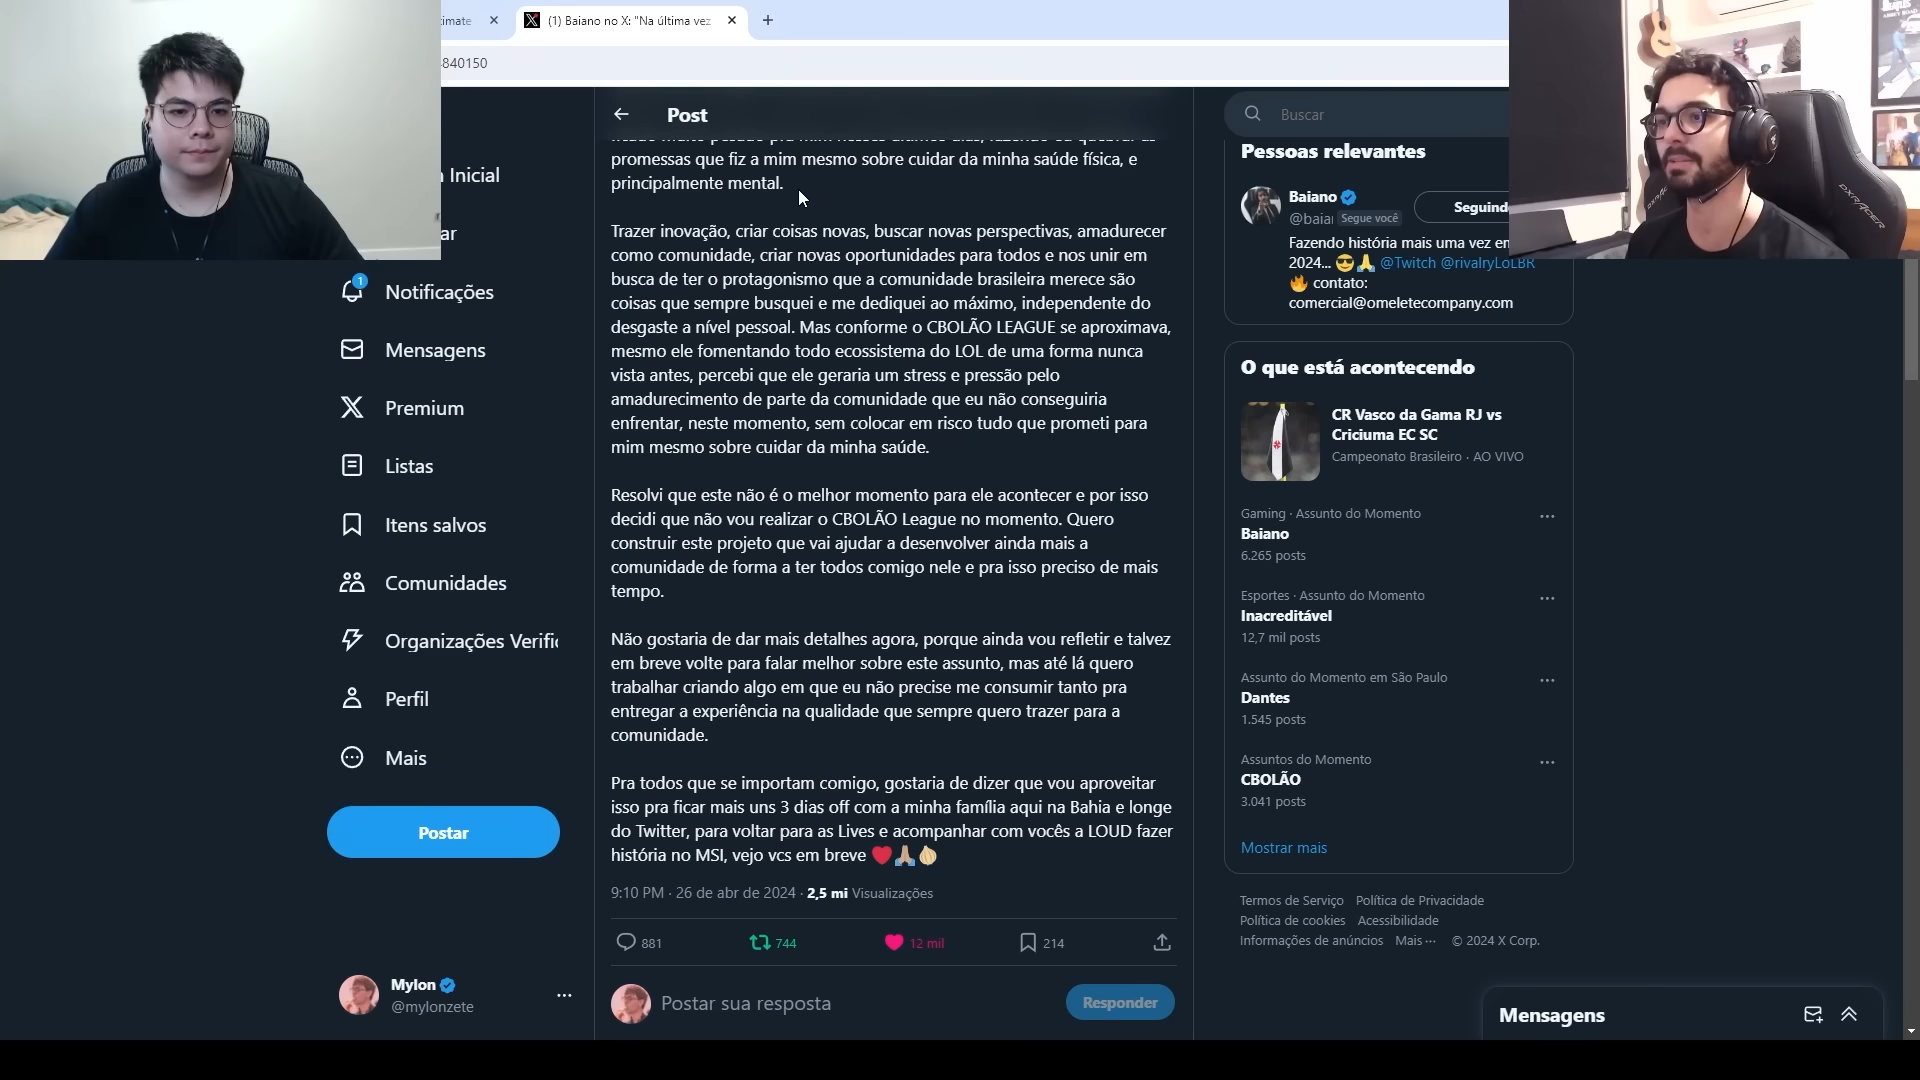 timate
(1) Baiano no X: "Na última vez
840150
Post
promessas que fiz a mim mesmo sobre cuidar da minha saúde física, e
principalmente mental.
Trazer inovação, criar coisas novas, buscar novas perspectivas, amadurecer
como comunidade, criar novas oportunidades para todos e nos unir em
busca de ter o protagonismo que a comunidade brasileira merece são
coisas que sempre busquei e me dediquei ao máximo, independente do
desgaste a nível pessoal. Mas conforme o CBOLÃO LEAGUE se aproximava,
mesmo ele fomentando todo ecossistema do LOL de uma forma nunca
vista antes, percebi que ele geraria um stress e pressão pelo
amadurecimento de parte da comunidade que eu não conseguiria
enfrentar, neste momento, sem colocar em risco tudo que prometi para
mim mesmo sobre cuidar da minha saúde.
Resolvi que este não é o melhor momento para ele acontecer e por isso
decidi que não vou realizar o CBOLÃO League no momento. Quero
construir este projeto que vai ajudar a desenvolver ainda mais a
comunidade de forma a ter todos comigo nele e pra isso preciso de mais
tempo.
Não gostaria de dar mais detalhes agora, porque ainda vou refletir e talvez
em breve volte para falar melhor sobre este assunto, mas até lá quero
trabalhar criando algo em que eu não precise me consumir tanto pra
entregar a experiência na qualidade que sempre quero trazer para a
comunidade.
Pra todos que se importam comigo, gostaria de dizer que vou aproveitar
isso pra ficar mais uns 3 dias off com a minha família aqui na Bahia e longe
do Twitter, para voltar para as Lives e acompanhar com vocês a LOUD fazer
história no MSI, vejo vcs em breve ❤️🙏🏼🧄
9:10 PM · 26 de abr de 2024 · 2,5 mi Visualizações
881 744 12 mil 214
Postar sua resposta
Responder
Inicial
ar
1
Notificações
Mensagens
Premium
Listas
Itens salvos
Comunidades
Organizações Verific
Perfil
Mais
Postar
Mylon
@mylonzete
Buscar
Pessoas relevantes
Baiano
@baiar Segue você
Seguind
Fazendo história mais uma vez en
2024... 😎🙏 @Twitch @rivalryLoLBR
🔥 contato:
comercial@omeletecompany.com
O que está acontecendo
CR Vasco da Gama RJ vs
Criciuma EC SC
Campeonato Brasileiro · AO VIVO
Gaming · Assunto do Momento
Baiano
6.265 posts
Esportes · Assunto do Momento
Inacreditável
12,7 mil posts
Assunto do Momento em São Paulo
Dantes
1.545 posts
Assuntos do Momento
CBOLÃO
3.041 posts
Mostrar mais
Termos de Serviço Política de Privacidade
Política de cookies Acessibilidade
Informações de anúncios Mais ··· © 2024 X Corp.
Mensagens
DXRACER